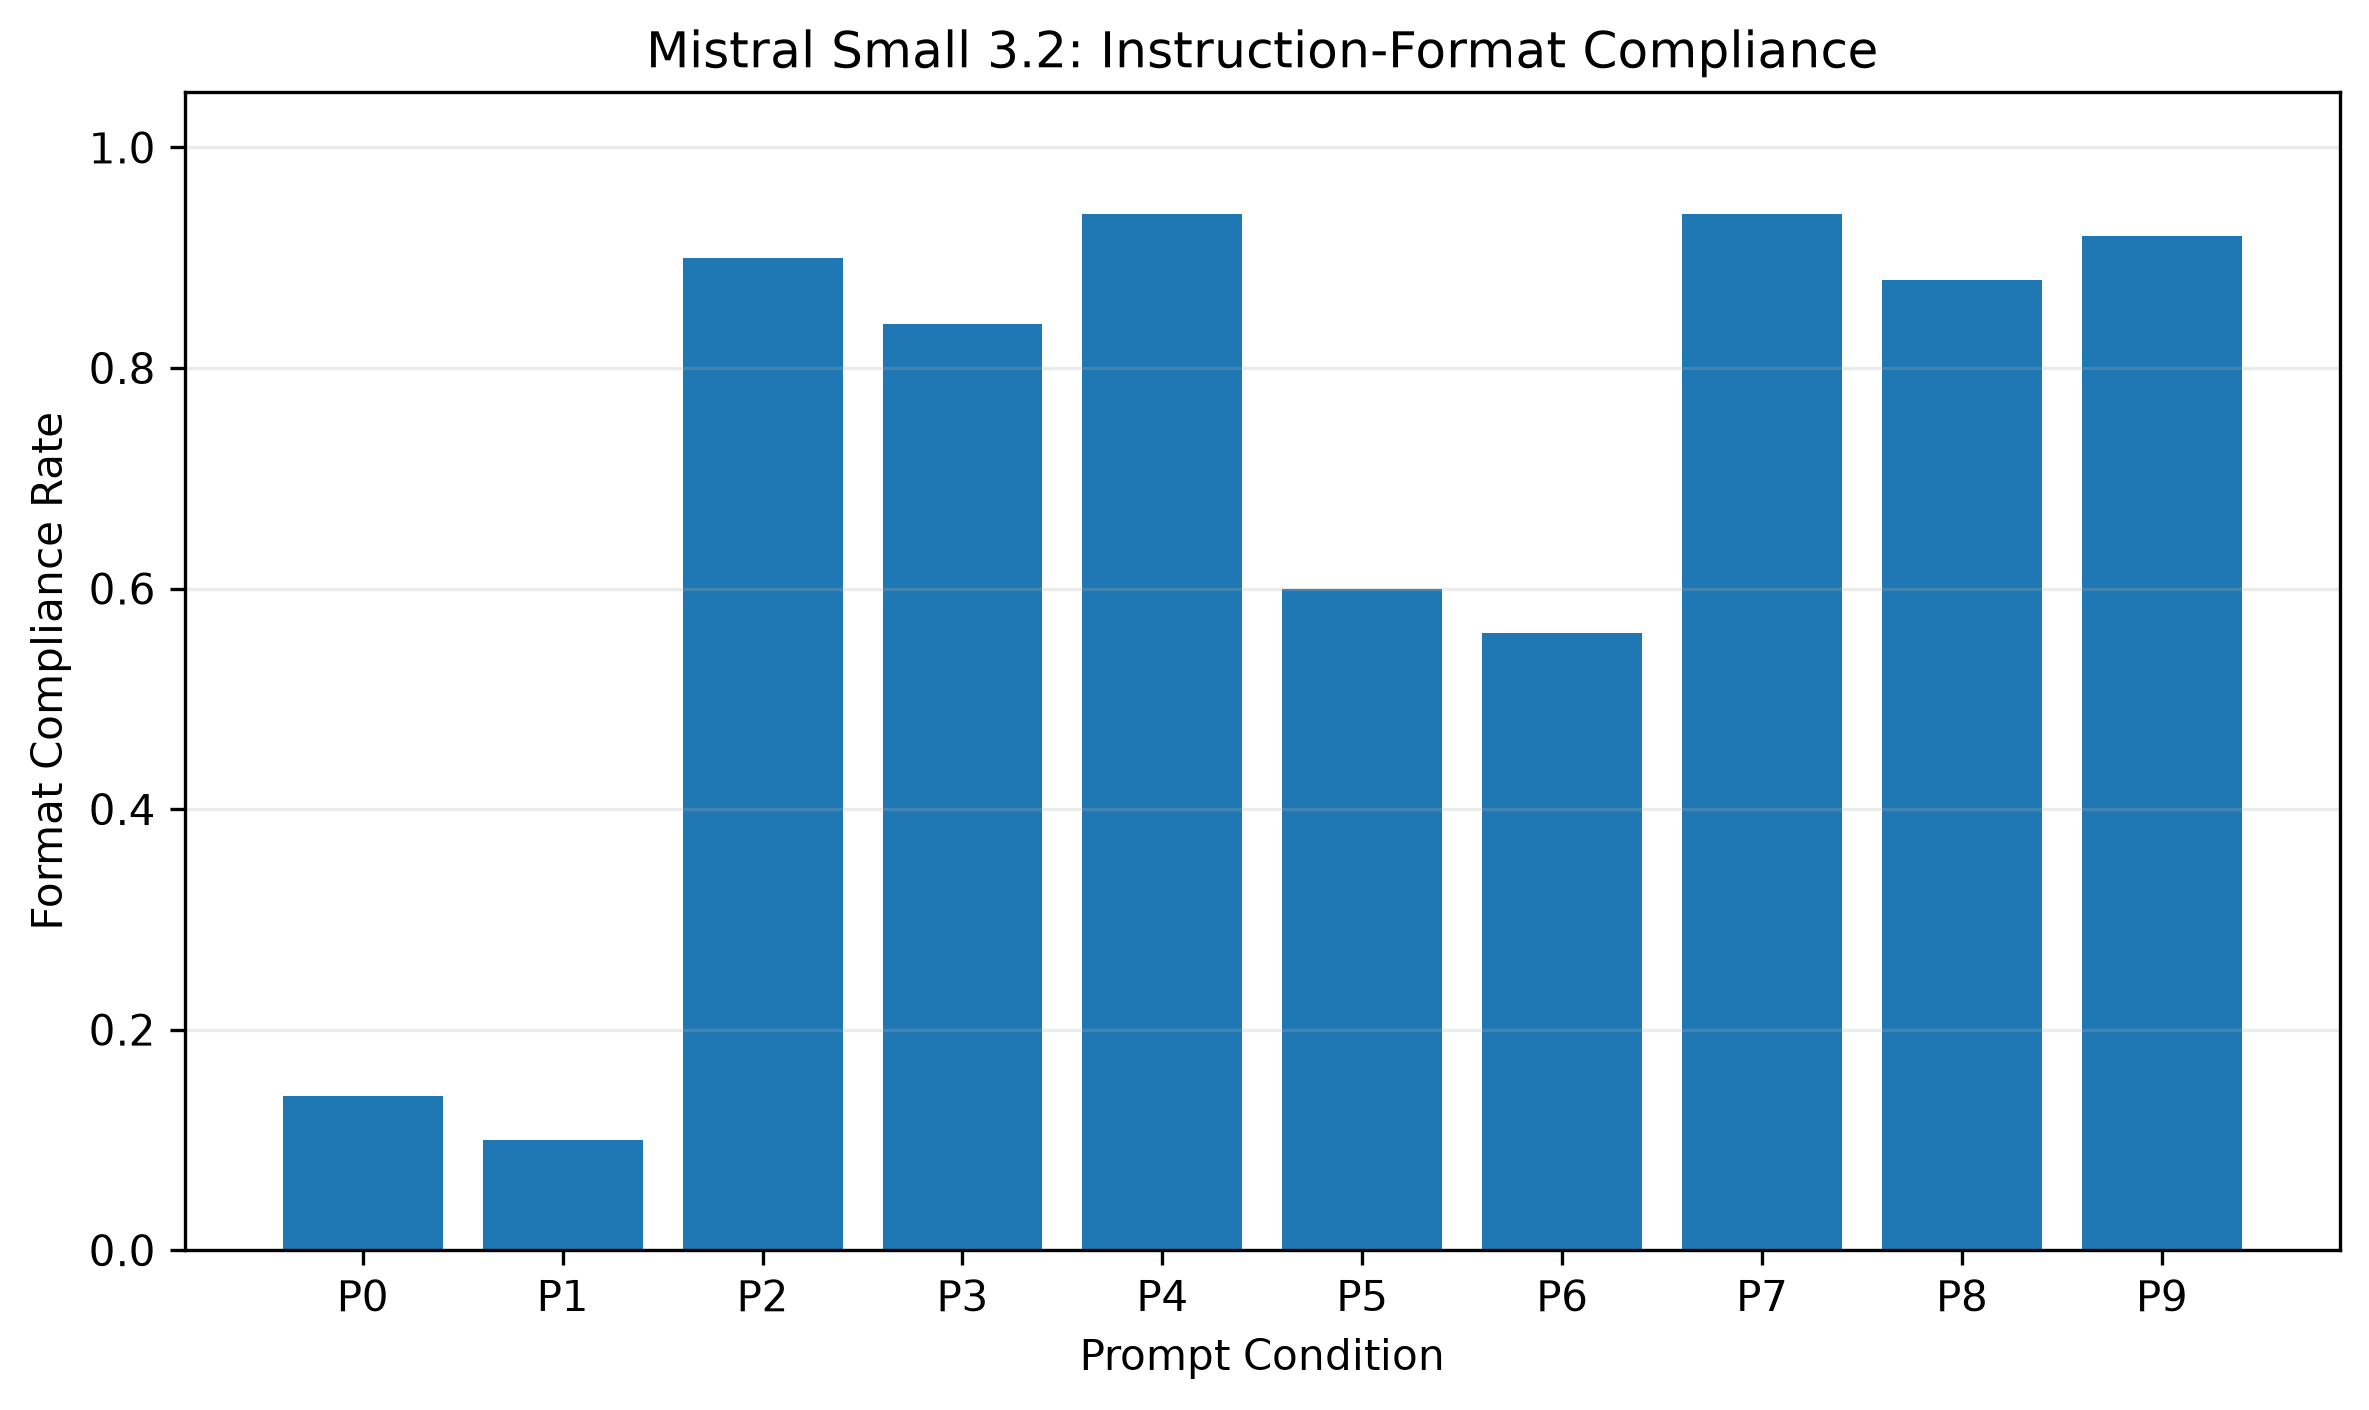 Mistral Small 3.2: Instruction-Format Compliance
Format Compliance Rate
1.0
0.8
0.6
0.4
0.2
0.0
P0 P1 P2 P3 P4 P5 P6 P7 P8 P9
Prompt Condition